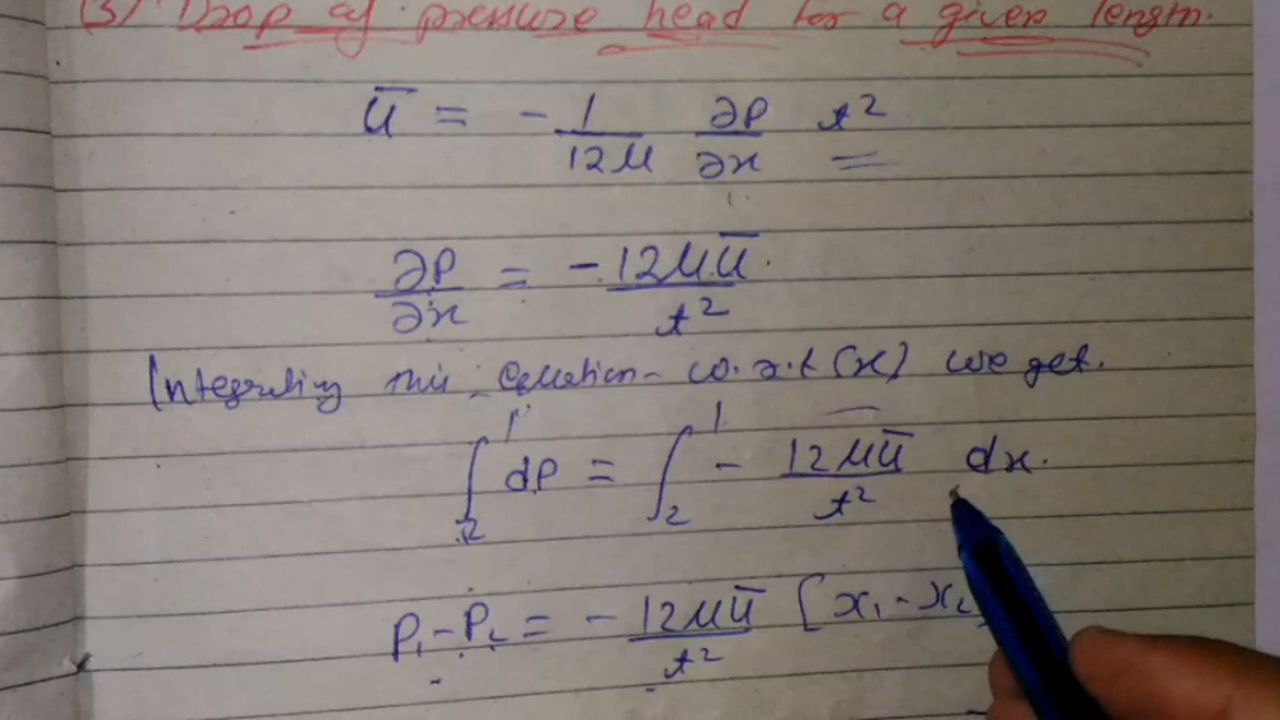 (3) Drop of pressure head for a given length.
ū = - 1/12μ ∂P/∂x t²
∂P/∂x = - 12μū/t²
Integrating this equation w.r.t (x) we get.
∫₂¹ dP = ∫₂¹ - 12μū/t² dx.
P₁-P₂ = - 12μū/t² [x₁-x₂